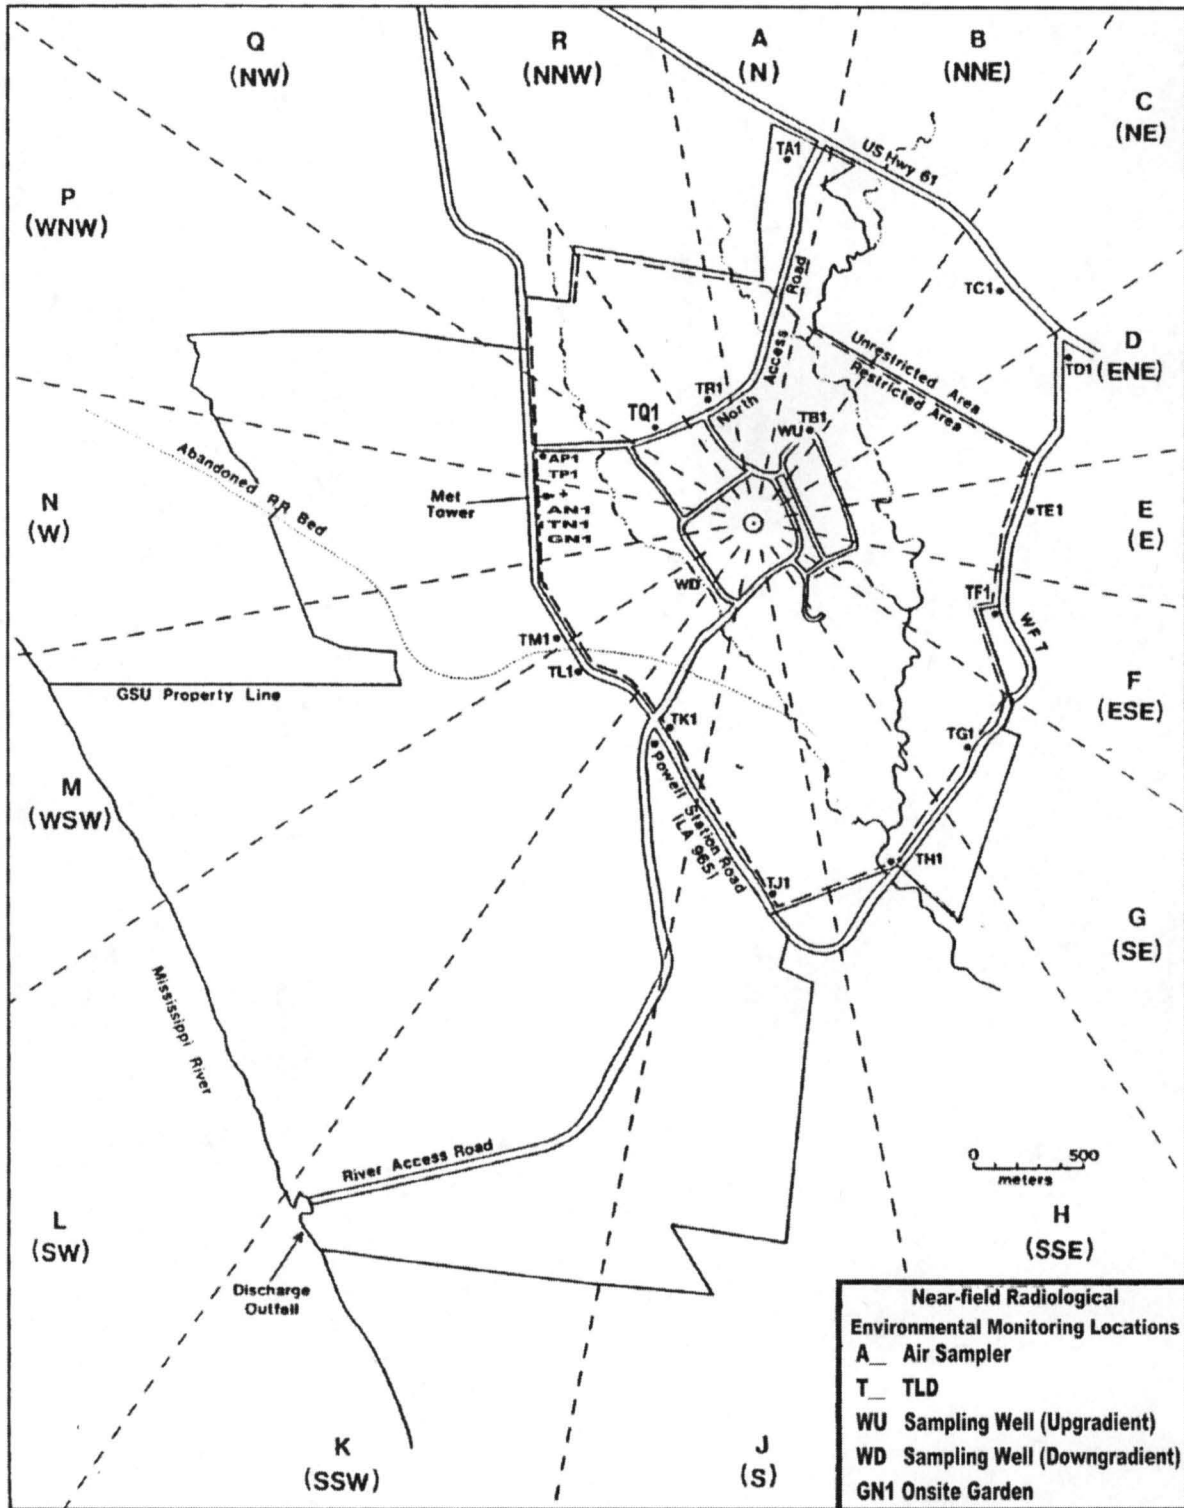 Q
(NW)
R
(NNW)
A
(N)
B
(NNE)
C
(NE)
P
(WNW)
TA1
US Hwy 61
TC1
D
(ENE)
TD1
Unrestricted Area
Restricted Area
North Access Road
TR1
TQ1
TB1
WU
N
(W)
Abandoned RR Bed
AP1
TP1
Met
Tower
AN1
TN1
GN1
TE1
E
(E)
WD
TF1
WF 7
TM1
TL1
GSU Property Line
F
(ESE)
TK1
TG1
M
(WSW)
Powell Station Road
(LA 965)
TH1
TJ1
G
(SE)
Mississippi River
River Access Road
0 500
meters
L
(SW)
H
(SSE)
Discharge
Outfall
K
(SSW)
J
(S)
Near-field Radiological
Environmental Monitoring Locations
A_ Air Sampler
T_ TLD
WU Sampling Well (Upgradient)
WD Sampling Well (Downgradient)
GN1 Onsite Garden